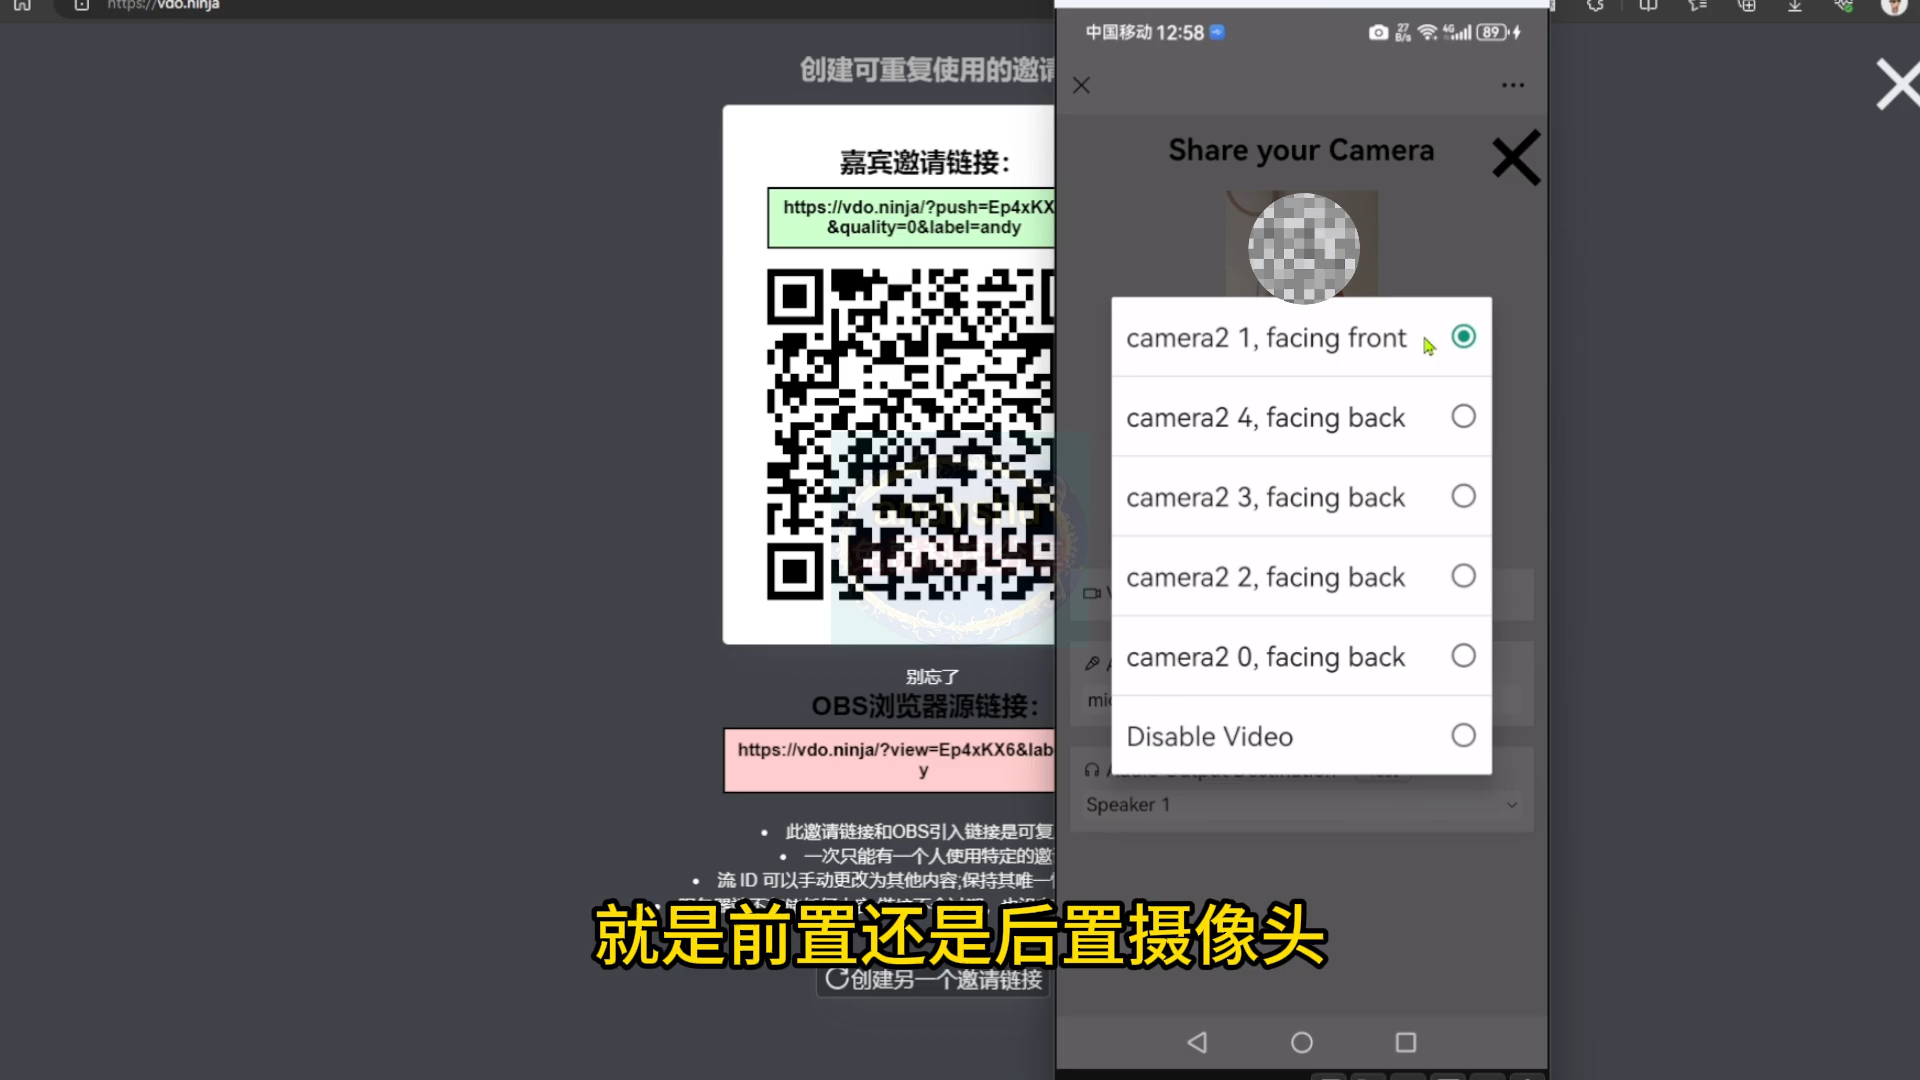 https://vdo.ninja
创建可重复使用的邀请
嘉宾邀请链接：
https://vdo.ninja/?push=Ep4xKX
&quality=0&label=andy
别忘了
OBS浏览器源链接：
https://vdo.ninja/?view=Ep4xKX6&lab
y
此邀请链接和OBS引入链接是可复
一次只能有一个人使用特定的邀
流 ID 可以手动更改为其他内容;保持其唯一
创建另一个邀请链接
中国移动 12:58
27 B/s
4G
89
Share your Camera
camera2 1, facing front
camera2 4, facing back
camera2 3, facing back
camera2 2, facing back
camera2 0, facing back
Disable Video
Speaker 1
就是前置还是后置摄像头